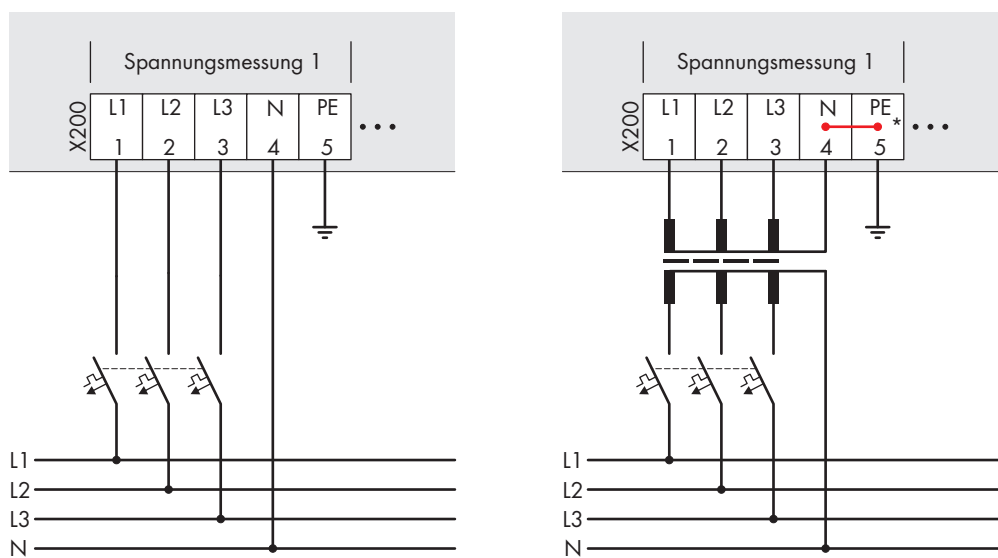 Spannungsmessung 1
X200
L1 L2 L3 N PE
1 2 3 4 5
L1
L2
L3
N
Spannungsmessung 1
X200
L1 L2 L3 N PE *
1 2 3 4 5
L1
L2
L3
N